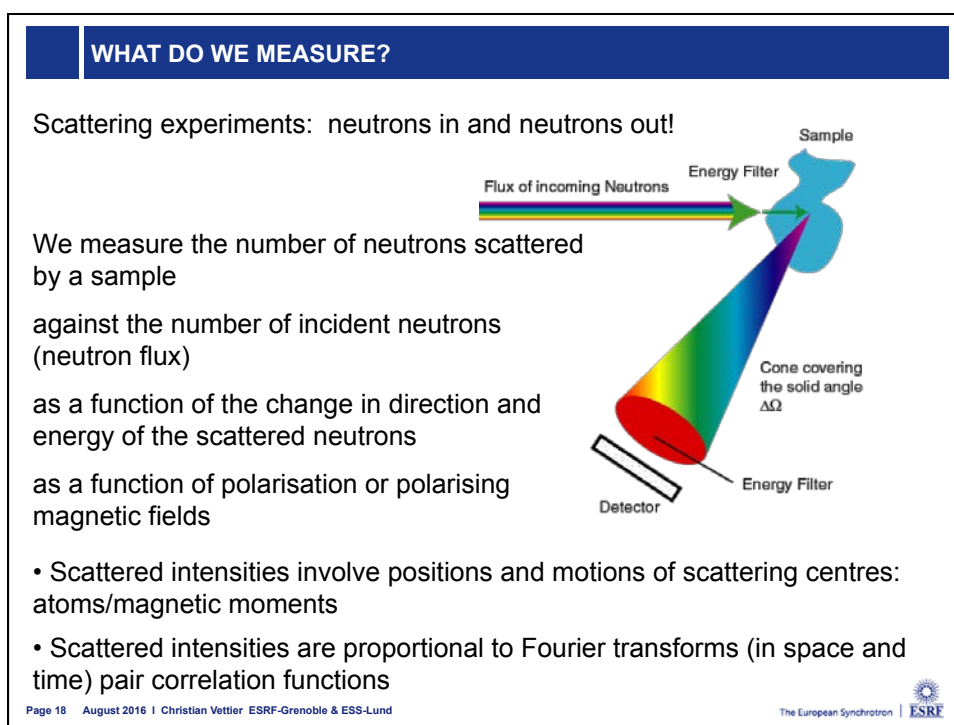 WHAT DO WE MEASURE?
Scattering experiments:  neutrons in and neutrons out!
Sample
Energy Filter
Flux of incoming Neutrons
We measure the number of neutrons scattered
by a sample
against the number of incident neutrons
(neutron flux)
Cone covering
the solid angle
ΔΩ
as a function of the change in direction and
energy of the scattered neutrons
as a function of polarisation or polarising
magnetic fields
Energy Filter
Detector
• Scattered intensities involve positions and motions of scattering centres:
atoms/magnetic moments
• Scattered intensities are proportional to Fourier transforms (in space and
time) pair correlation functions
Page 18 August 2016 I Christian Vettier ESRF-Grenoble & ESS-Lund
The European Synchrotron | ESRF